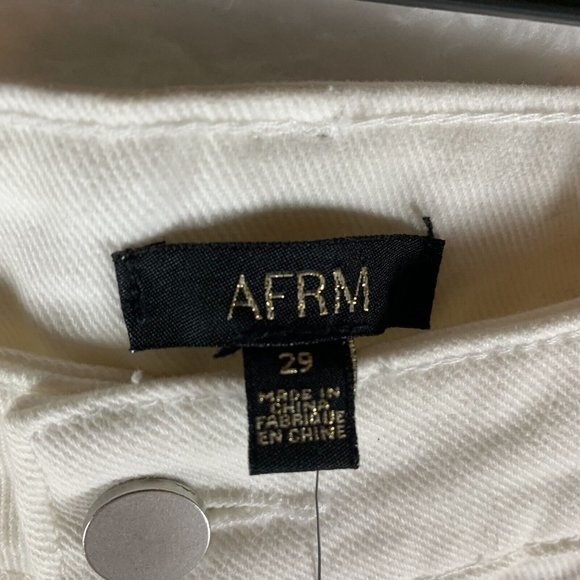 AFRM
29
MADE IN
CHINA
FABRIQUE
EN CHINE